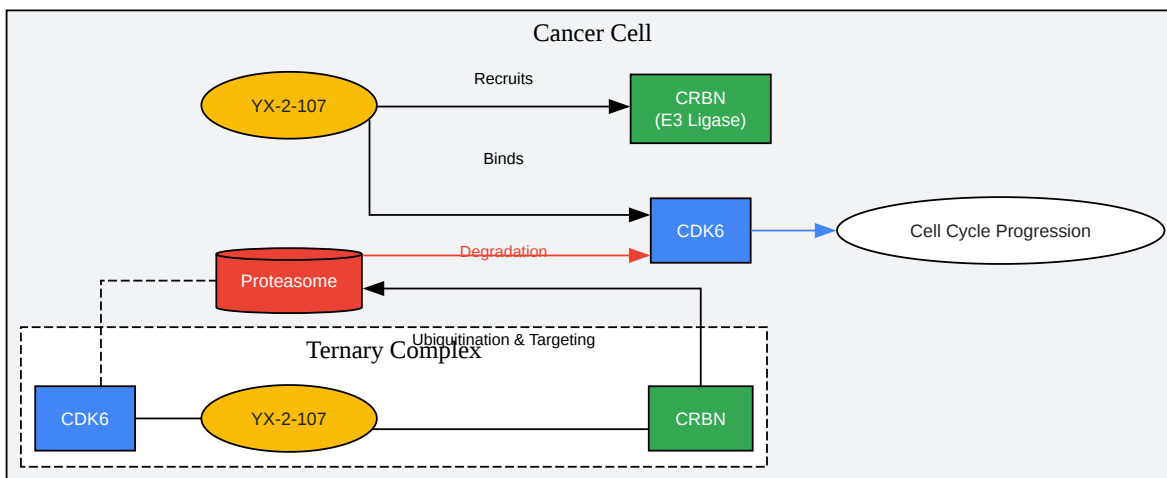 Cancer Cell
Recruits
YX-2-107
CRBN
(E3 Ligase)
Binds
CDK6
Cell Cycle Progression
Degradation
Proteasome
Ubiquitination & Targeting
Ternary Complex
CDK6
YX-2-107
CRBN